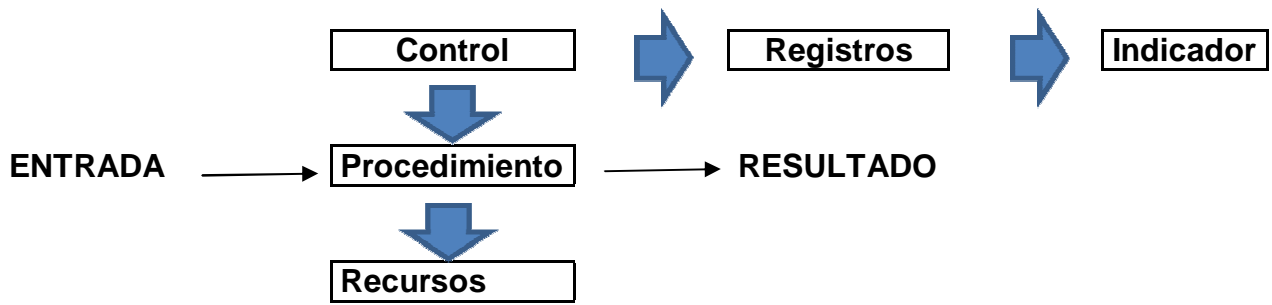 Control Registros Indicador
ENTRADA Procedimiento RESULTADO
Recursos